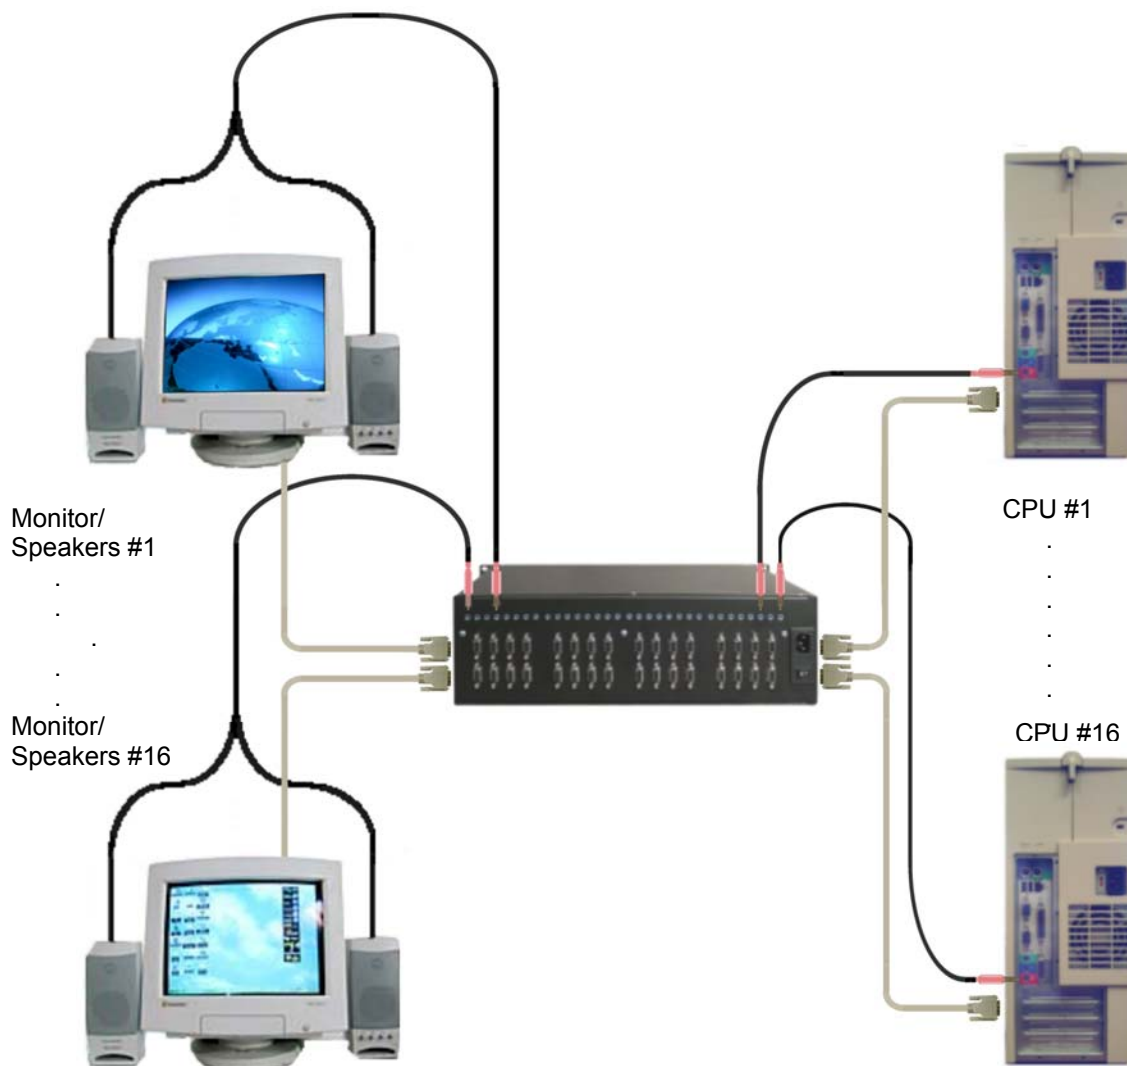 Monitor/
Speakers #1
.
.
.
.
.
Monitor/
Speakers #16
CPU #1
.
.
.
.
.
.
.
CPU #16